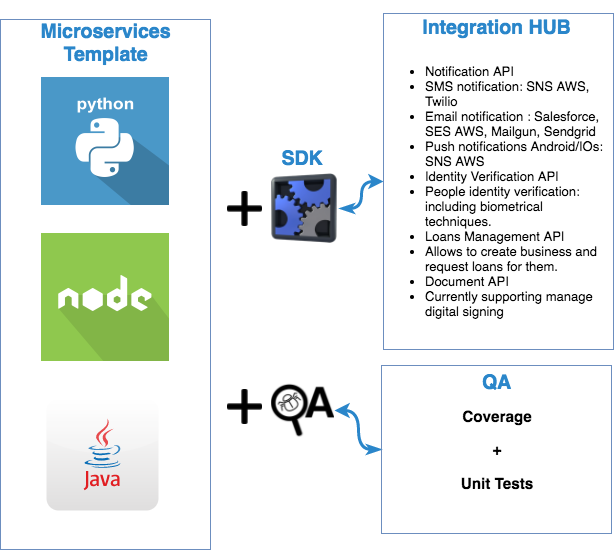 Microservices
Template
python
node
Java
SDK
QA
Integration HUB
• Notification API
• SMS notification: SNS AWS,
Twilio
• Email notification : Salesforce,
SES AWS, Mailgun, Sendgrid
• Push notifications Android/IOs:
SNS AWS
• Identity Verification API
• People identity verification:
including biometrical
techniques.
• Loans Management API
• Allows to create business and
request loans for them.
• Document API
• Currently supporting manage
digital signing
QA
Coverage
+
Unit Tests